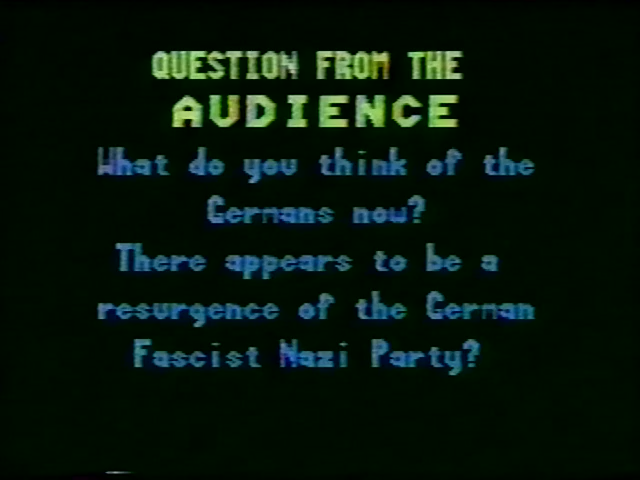 QUESTION FROM THE
AUDIENCE
What do you think of the
Germans now?
There appears to be a
resurgence of the German
Fascist Nazi Party?